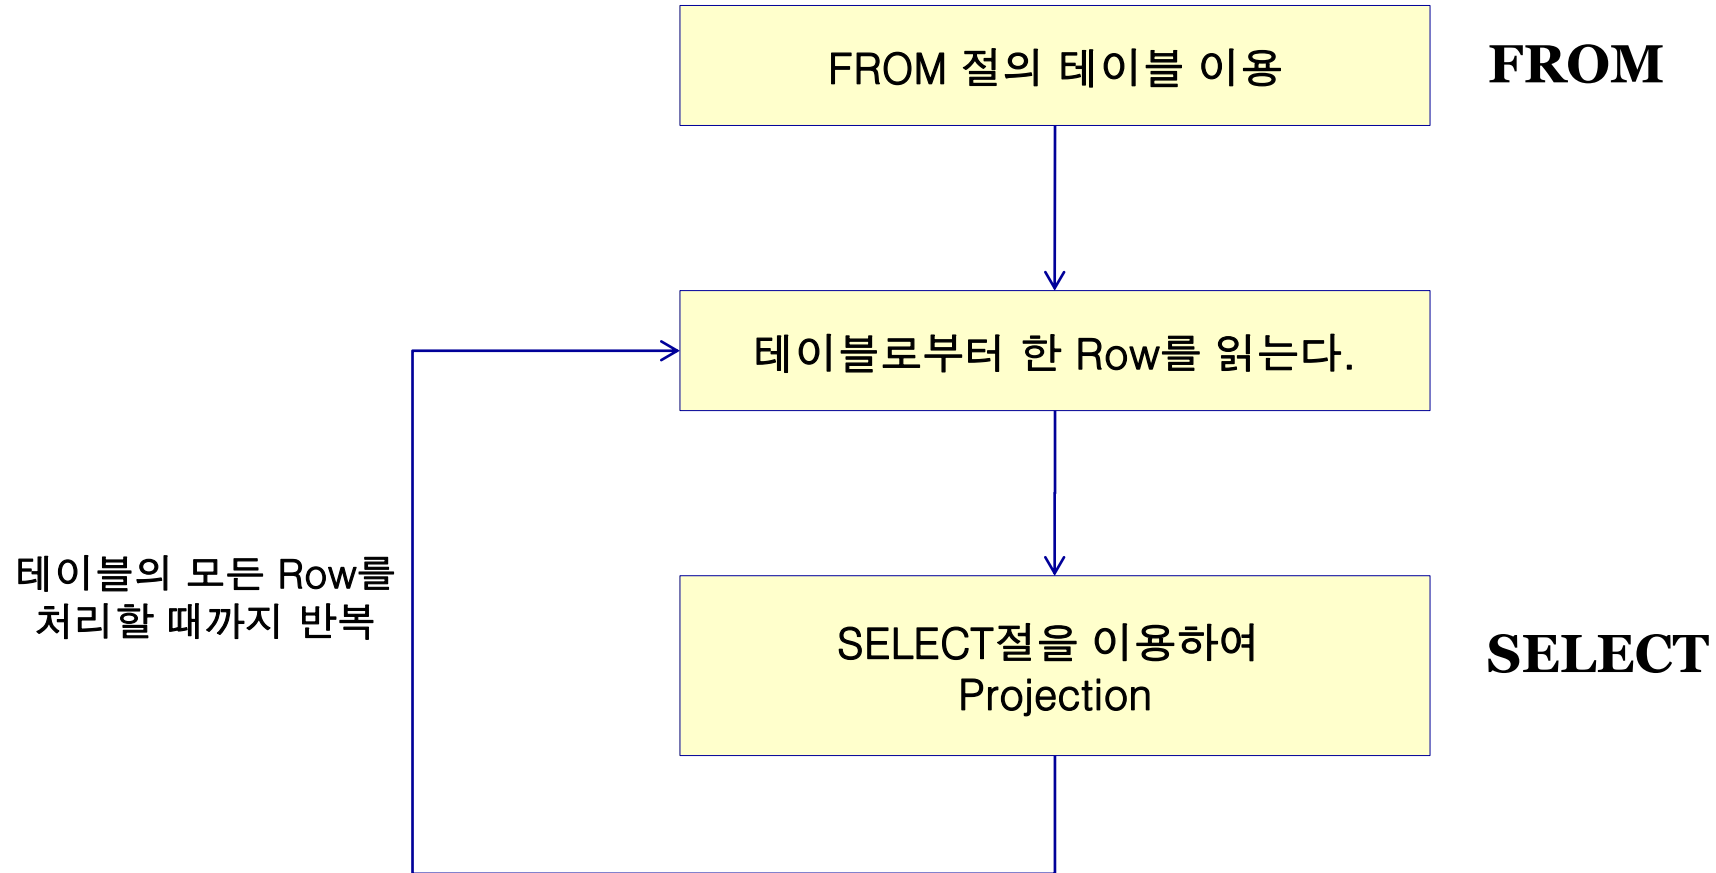 FROM 절의 테이블 이용
FROM
테이블로부터 한 Row를 읽는다.
테이블의 모든 Row를
처리할 때까지 반복
SELECT절을 이용하여
Projection
SELECT